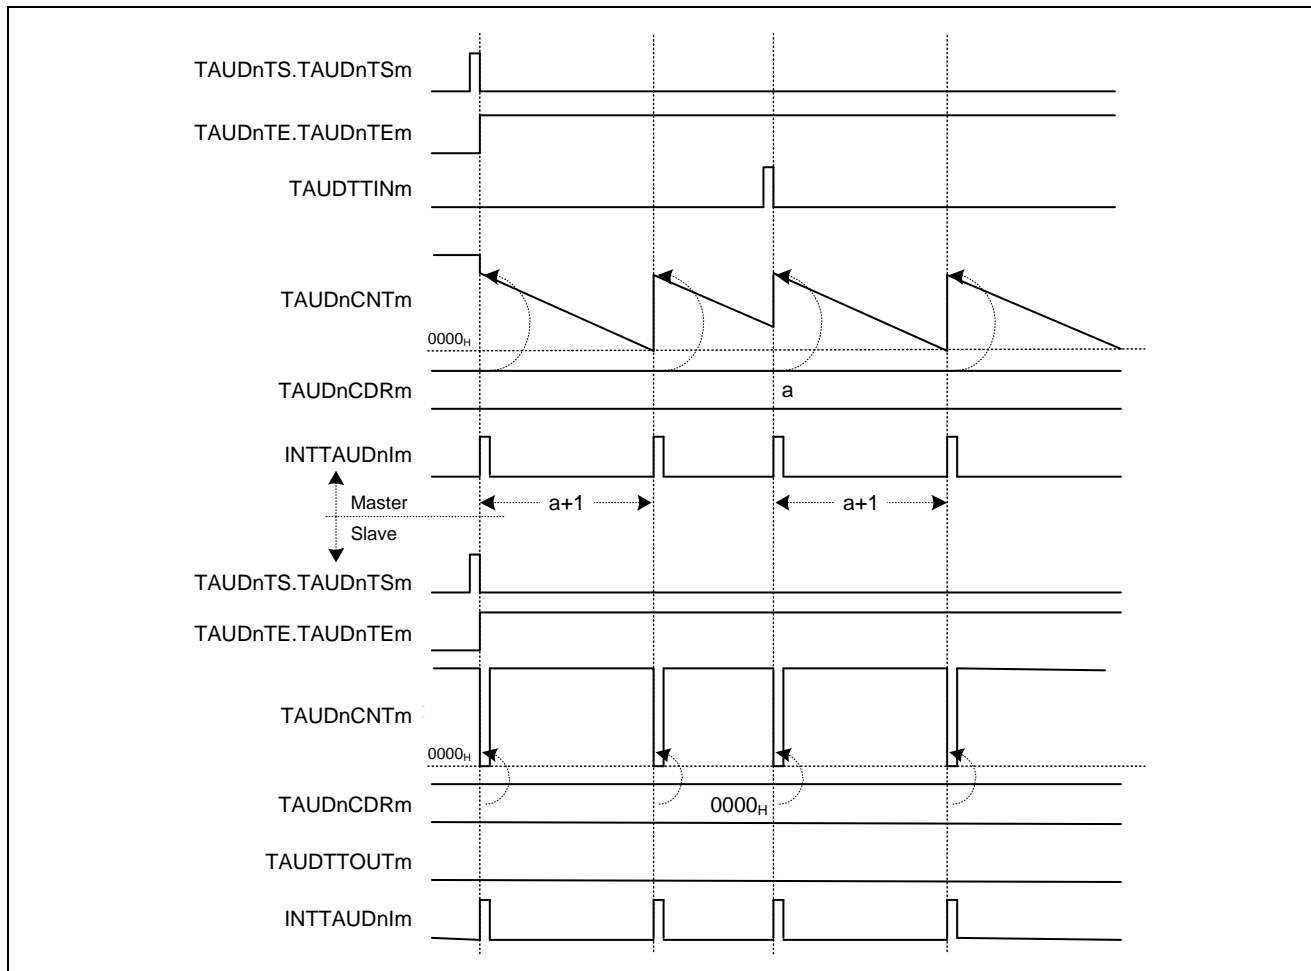 TAUDnTS.TAUDnTSm
TAUDnTE.TAUDnTEm
TAUDTTINm
TAUDnCNTm
0000H
TAUDnCDRm
a
INTTAUDnIm
Master
a+1
a+1
Slave
TAUDnTS.TAUDnTSm
TAUDnTE.TAUDnTEm
TAUDnCNTm
0000H
TAUDnCDRm
0000H
TAUDTTOUTm
INTTAUDnIm